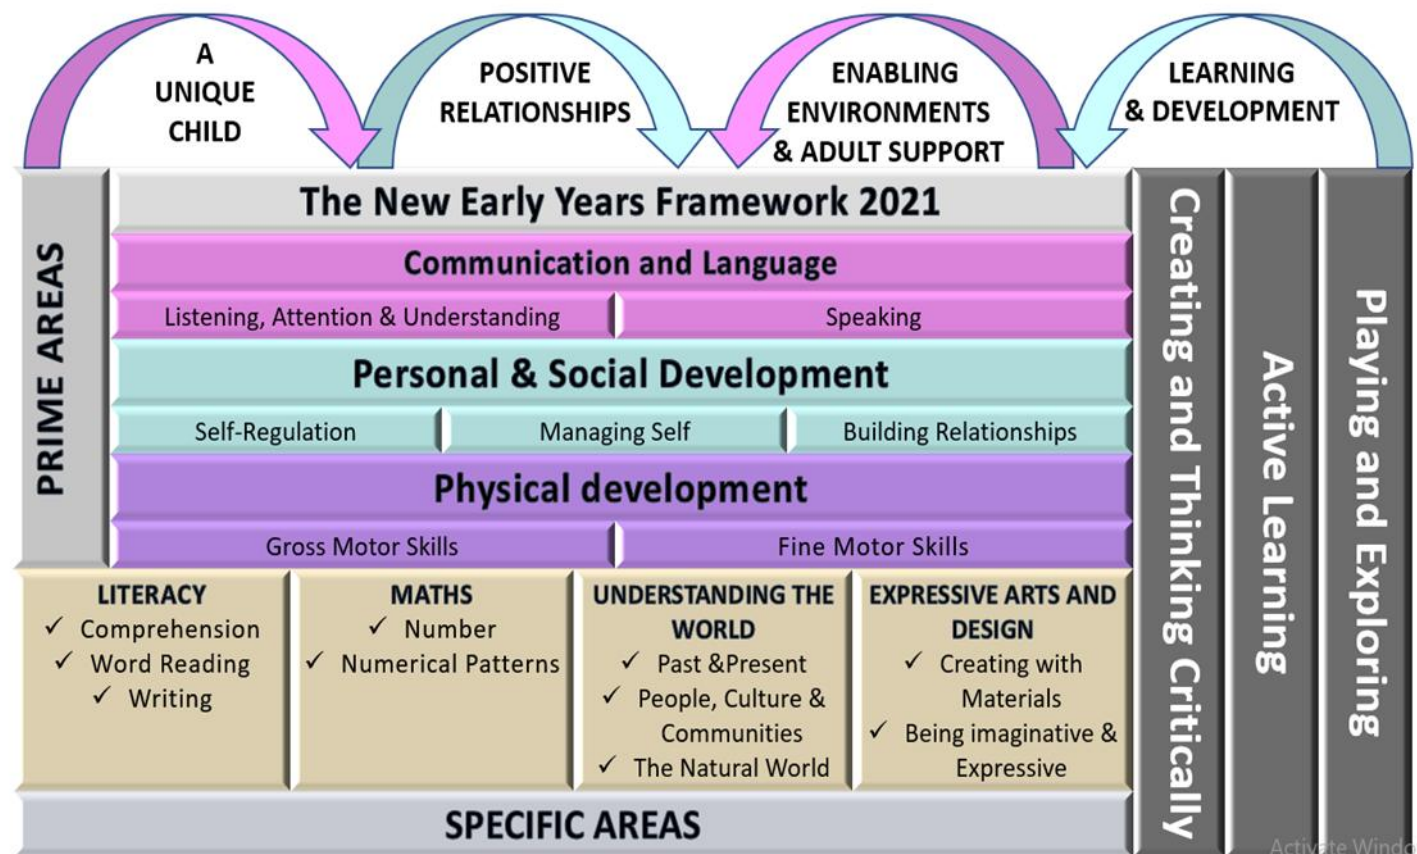 A
UNIQUE
CHILD
POSITIVE
RELATIONSHIPS
ENABLING
ENVIRONMENTS
& ADULT SUPPORT
LEARNING
& DEVELOPMENT
PRIME AREAS
The New Early Years Framework 2021
Communication and Language
Listening, Attention & Understanding
Speaking
Personal & Social Development
Self-Regulation
Managing Self
Building Relationships
Physical development
Gross Motor Skills
Fine Motor Skills
LITERACY
✓ Comprehension
✓ Word Reading
✓ Writing
MATHS
✓ Number
✓ Numerical Patterns
UNDERSTANDING THE
WORLD
✓ Past &Present
✓ People, Culture &
Communities
✓ The Natural World
EXPRESSIVE ARTS AND
DESIGN
✓ Creating with
Materials
✓ Being imaginative &
Expressive
SPECIFIC AREAS
Creating and Thinking Critically
Active Learning
Playing and Exploring
Activate Windo